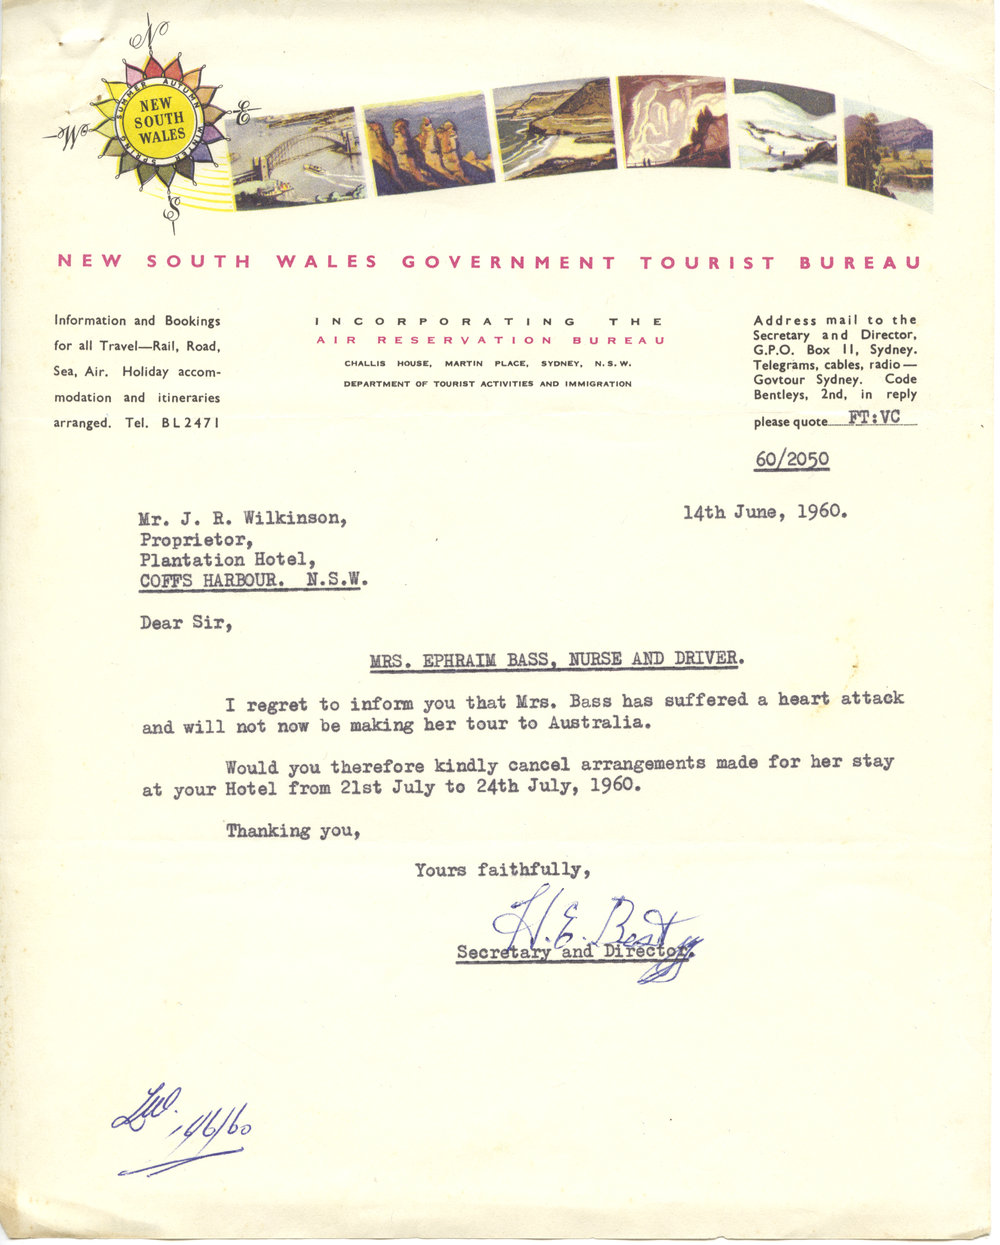 N
W
E
S
SUMMER AUTUMN WINTER SPRING
NEW
SOUTH
WALES
NEW SOUTH WALES GOVERNMENT TOURIST BUREAU
Information and Bookings
for all Travel—Rail, Road,
Sea, Air. Holiday accom-
modation and itineraries
arranged. Tel. BL2471
INCORPORATING THE
AIR RESERVATION BUREAU
CHALLIS HOUSE, MARTIN PLACE, SYDNEY, N.S.W.
DEPARTMENT OF TOURIST ACTIVITIES AND IMMIGRATION
Address mail to the
Secretary and Director,
G.P.O. Box 11, Sydney.
Telegrams, cables, radio—
Govtour Sydney. Code
Bentleys, 2nd, in reply
please quote FT:VC
60/2050
14th June, 1960.
Mr. J. R. Wilkinson,
Proprietor,
Plantation Hotel,
COFFS HARBOUR. N.S.W.
Dear Sir,
MRS. EPHRAIM BASS, NURSE AND DRIVER.
I regret to inform you that Mrs. Bass has suffered a heart attack
and will not now be making her tour to Australia.
Would you therefore kindly cancel arrangements made for her stay
at your Hotel from 21st July to 24th July, 1960.
Thanking you,
Yours faithfully,
H. E. Best
Secretary and Director.